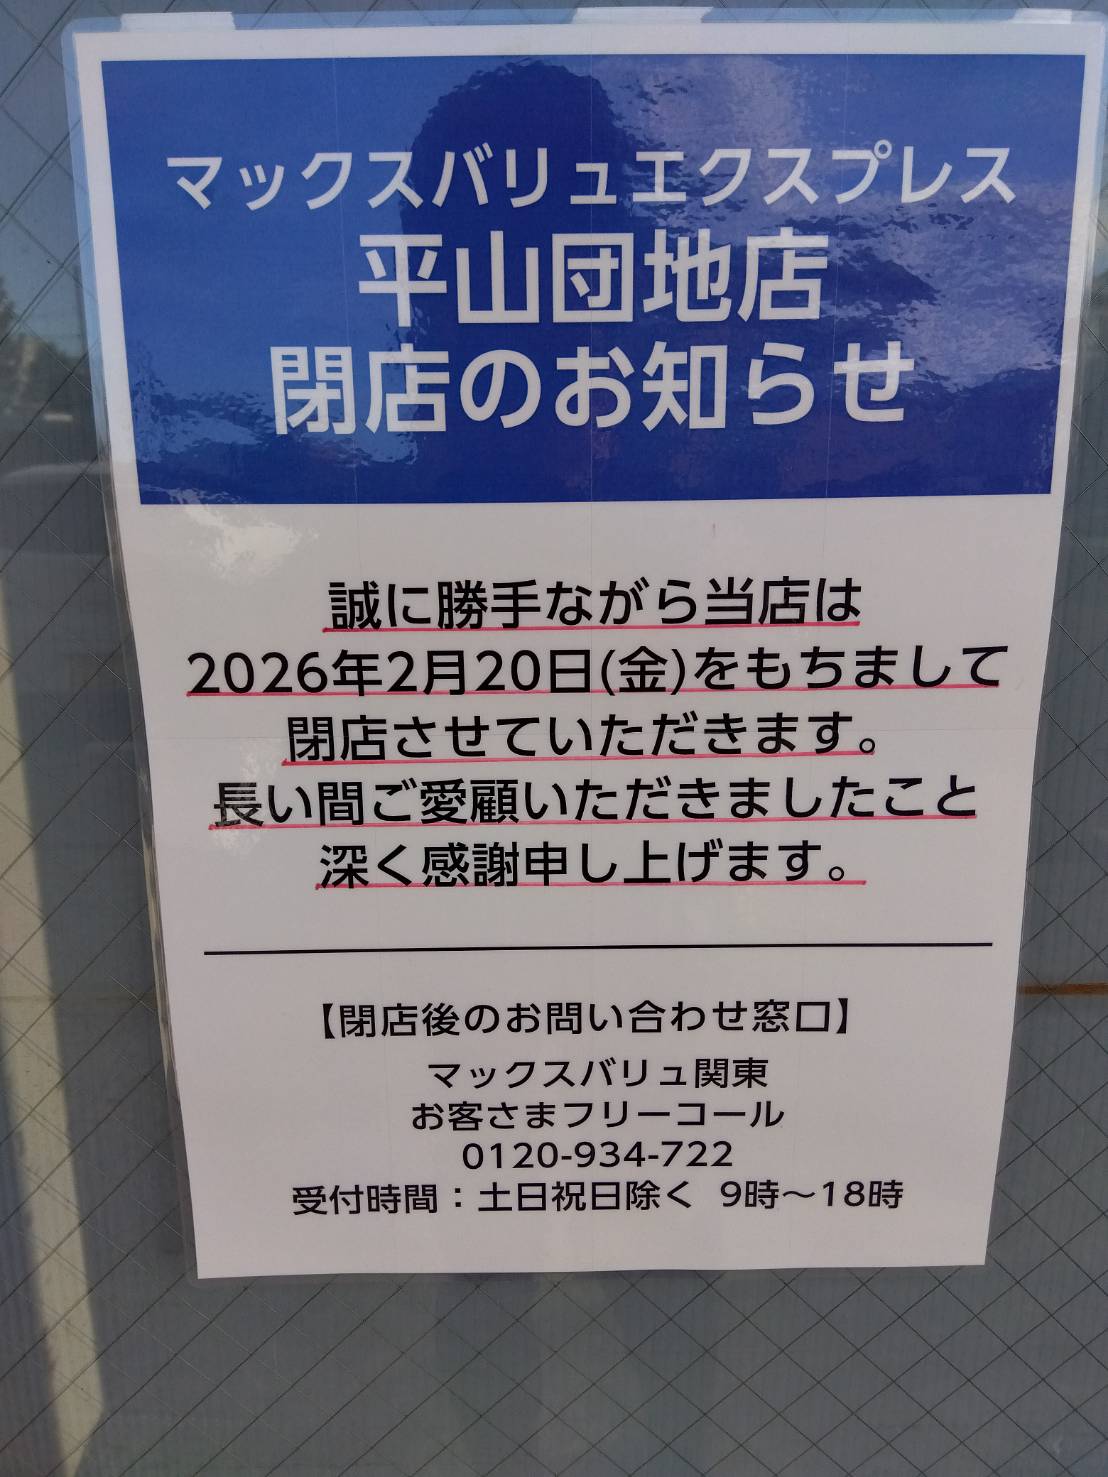 マックスバリュエクスプレス
平山団地店
閉店のお知らせ
誠に勝手ながら当店は
2026年2月20日(金)をもちまして
閉店させていただきます。
長い間ご愛顧いただきましたこと
深く感謝申し上げます。
【閉店後のお問い合わせ窓口】
マックスバリュ関東
お客さまフリーコール
0120-934-722
受付時間：土日祝日除く 9時～18時